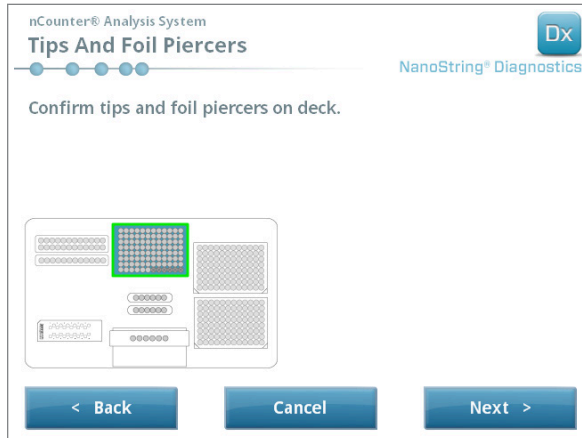 nCounter® Analysis System
Tips And Foil Piercers
Dx
NanoString® Diagnostics
Confirm tips and foil piercers on deck.
< Back
Cancel
Next >